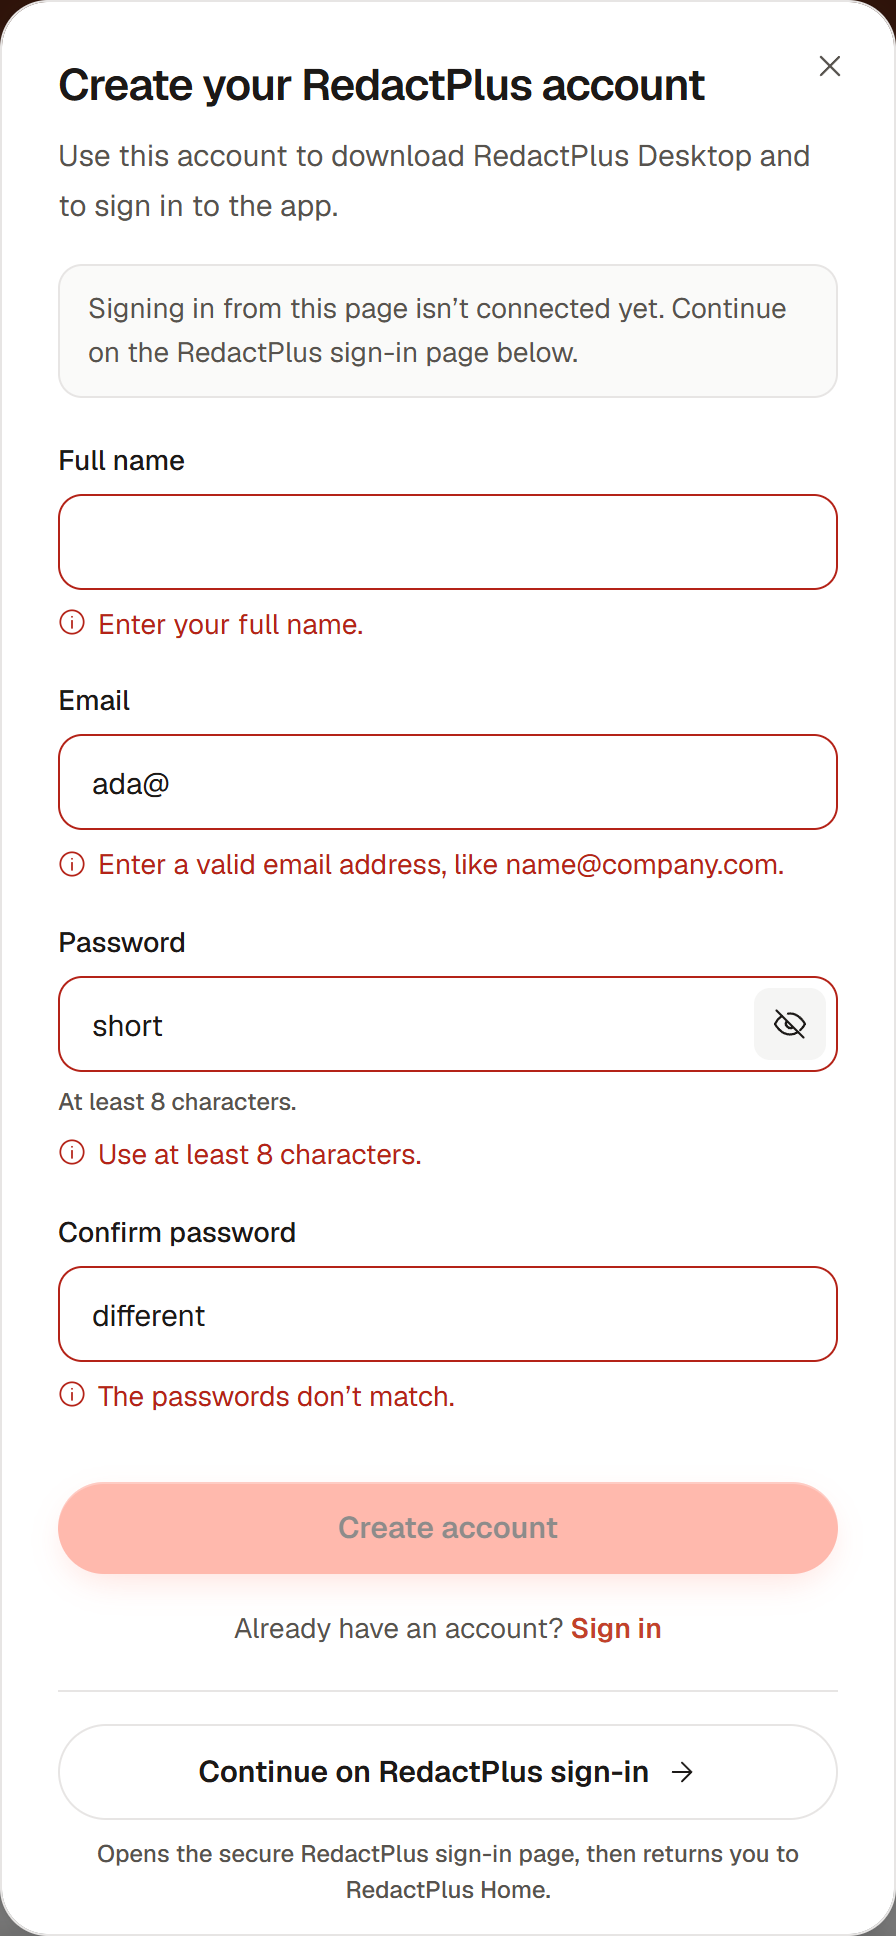 Create your RedactPlus account
Use this account to download RedactPlus Desktop and
to sign in to the app.
Signing in from this page isn’t connected yet. Continue
on the RedactPlus sign-in page below.
Full name
Enter your full name.
Email
ada@
Enter a valid email address, like name@company.com.
Password
short
At least 8 characters.
Use at least 8 characters.
Confirm password
different
The passwords don’t match.
Create account
Already have an account? Sign in
Continue on RedactPlus sign-in →
Opens the secure RedactPlus sign-in page, then returns you to
RedactPlus Home.